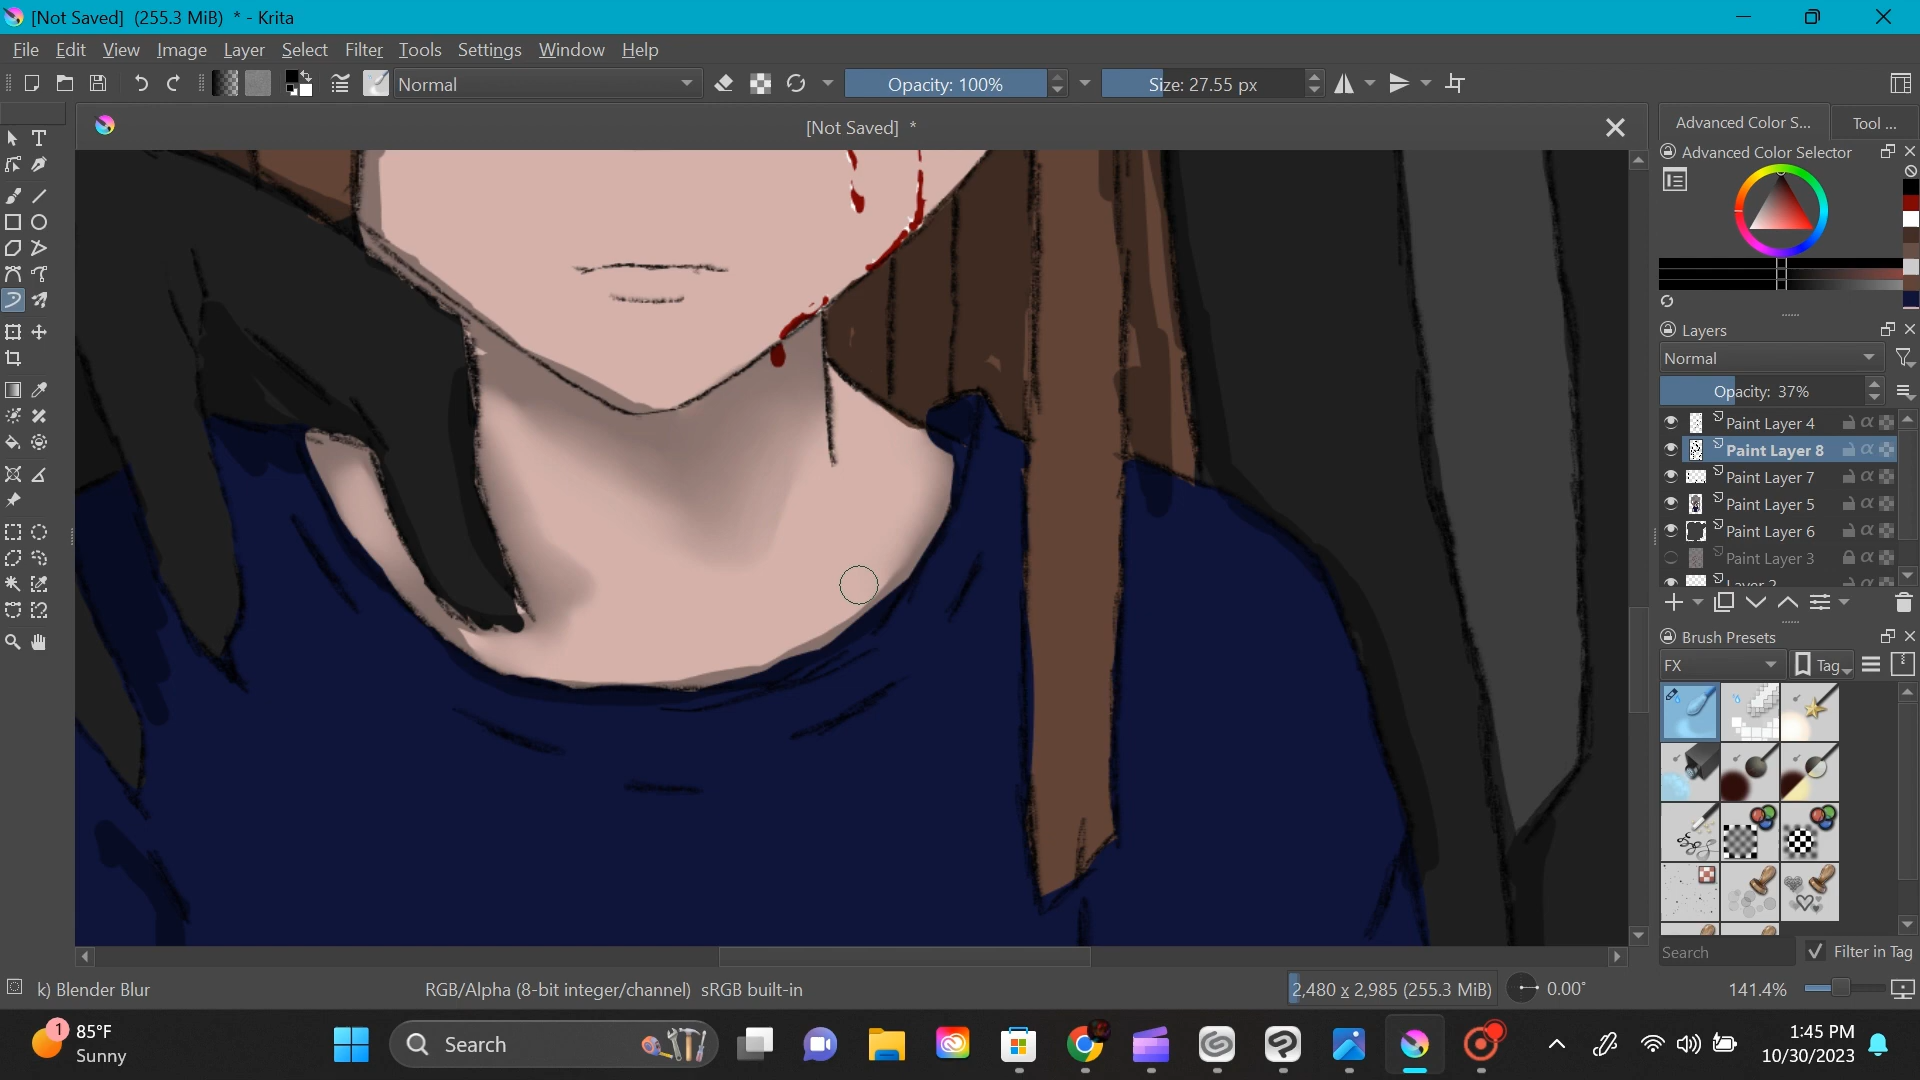 [Not Saved] (255.3 MiB) * - Krita
File Edit View Image Layer Select Filter Tools Settings Window Help
Normal
Opacity: 100%
Size: 27.55 px
[Not Saved] *
Advanced Color S...
Tool ...
Advanced Color Selector
Layers
Normal
Opacity: 37%
Paint Layer 4
Paint Layer 8
Paint Layer 7
Paint Layer 5
Paint Layer 6
Paint Layer 3
Layer 2
Brush Presets
FX
Tag
Search
Filter in Tag
k) Blender Blur
RGB/Alpha (8-bit integer/channel) sRGB built-in
2,480 x 2,985 (255.3 MiB)
0.00°
141.4%
1
85°F
Sunny
Search
1:45 PM
10/30/2023